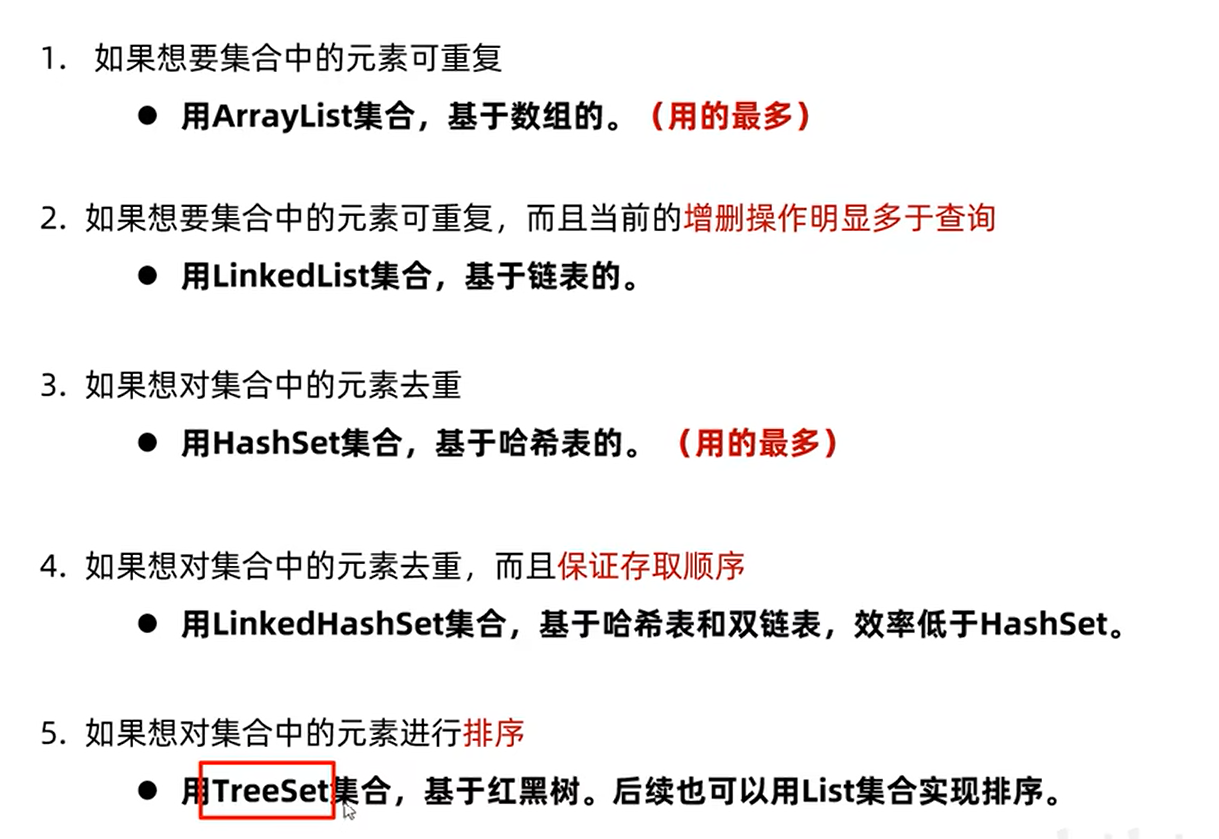 1. 如果想要集合中的元素可重复
● 用ArrayList集合，基于数组的。（用的最多）
2. 如果想要集合中的元素可重复，而且当前的增删操作明显多于查询
● 用LinkedList集合，基于链表的。
3. 如果想对集合中的元素去重
● 用HashSet集合，基于哈希表的。（用的最多）
4. 如果想对集合中的元素去重，而且保证存取顺序
● 用LinkedHashSet集合，基于哈希表和双链表，效率低于HashSet。
5. 如果想对集合中的元素进行排序
● 用TreeSet集合，基于红黑树。后续也可以用List集合实现排序。